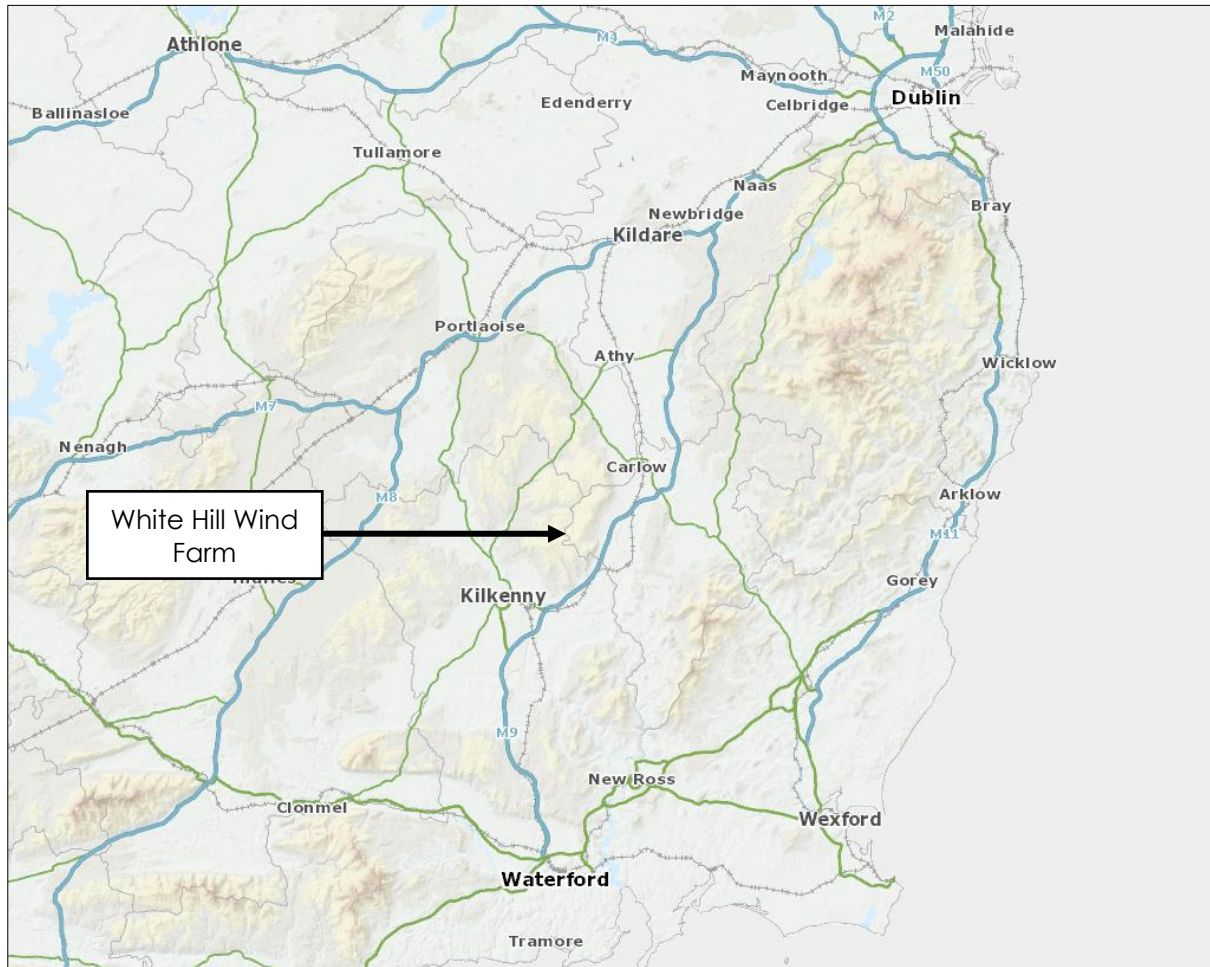 M2
Malahide
Athlone
M4
M50
Maynooth
Edenderry
Celbridge
Dublin
Ballinasloe
Tullamore
Naas
Bray
Newbridge
Kildare
Portlaoise
Athy
Wicklow
M7
Nenagh
Carlow
M8
Arklow
White Hill Wind
Farm
M11
Gorey
Kilkenny
M9
New Ross
Clonmel
Wexford
Waterford
Tramore